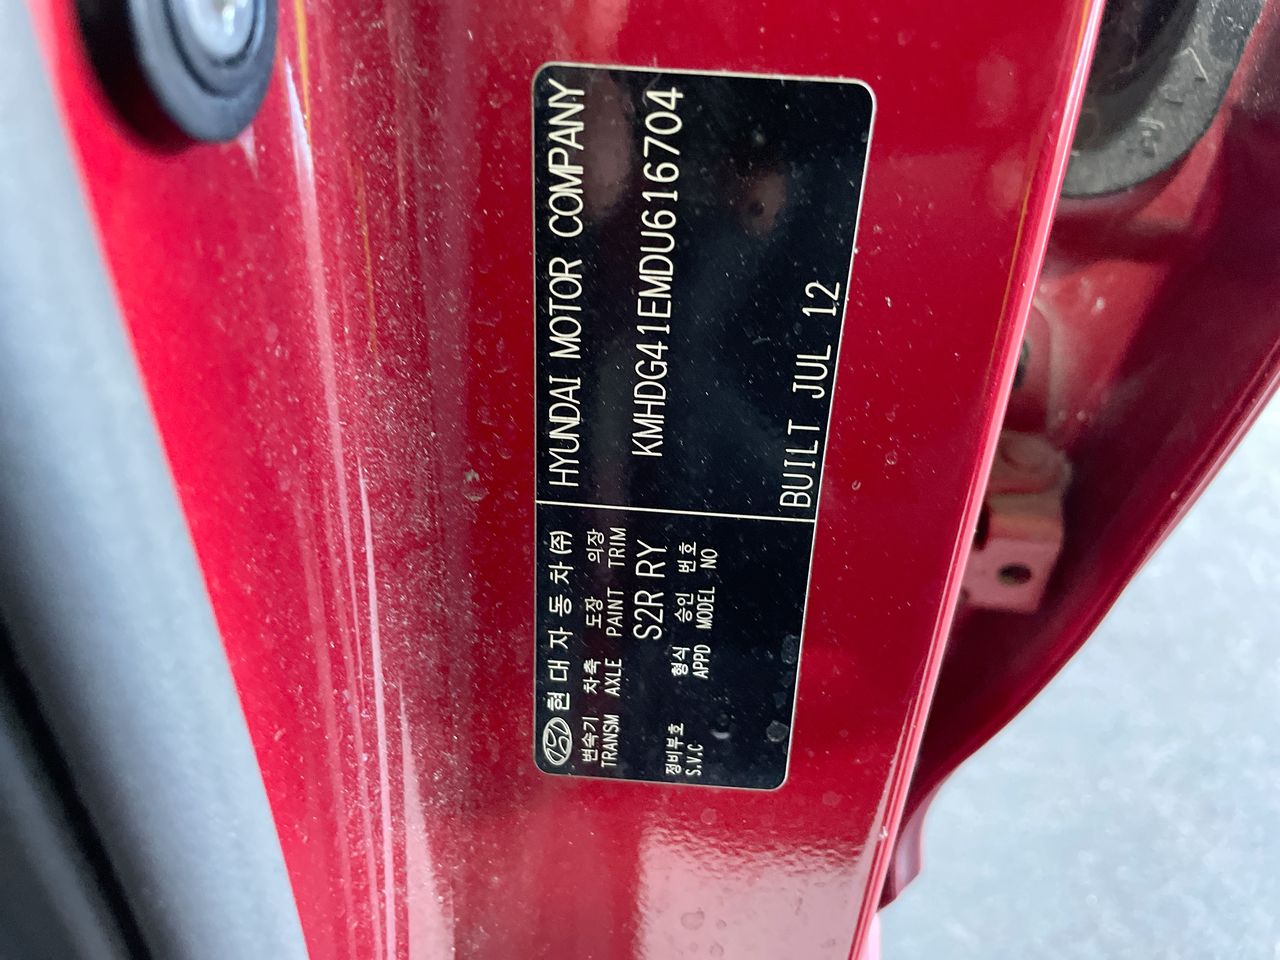 현대자동차(주)
HYUNDAI MOTOR COMPANY
변속기 차축 도장 의장
TRANSM AXLE PAINT TRIM
S2R RY
KMHDG41EMDU616704
정비부호 형식 승인 번호
S.V.C APPD MODEL NO
BUILT JUL 12